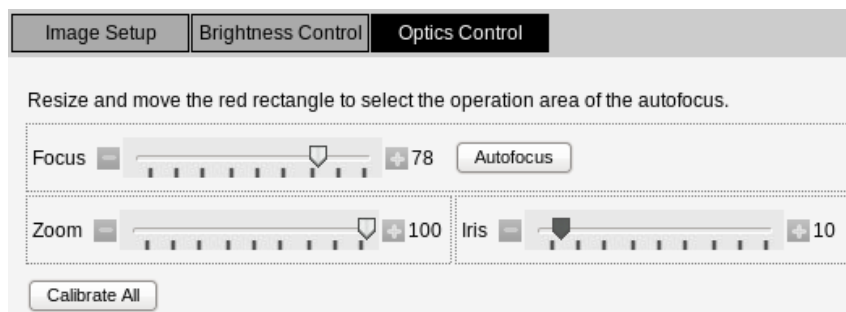 Image Setup Brightness Control Optics Control
Resize and move the red rectangle to select the operation area of the autofocus.
Focus 78 Autofocus
Zoom 100 Iris 10
Calibrate All